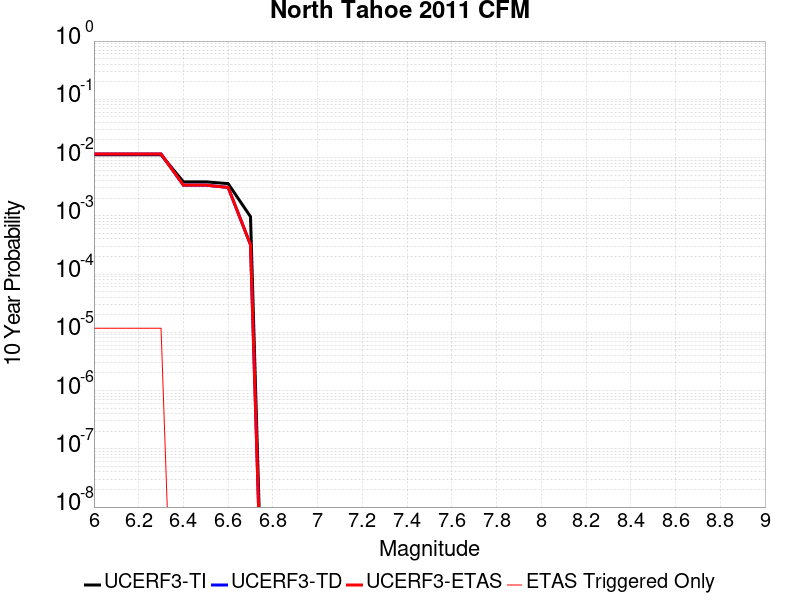 North Tahoe 2011 CFM
10 0
10 -1
10 -2
10 -3
10 -4
10 -5
10 -6
10 -7
10 -8
10 Year Probability
6 6.2 6.4 6.6 6.8 7 7.2 7.4 7.6 7.8 8 8.2 8.4 8.6 8.8 9
Magnitude
UCERF3-TI UCERF3-TD UCERF3-ETAS ETAS Triggered Only